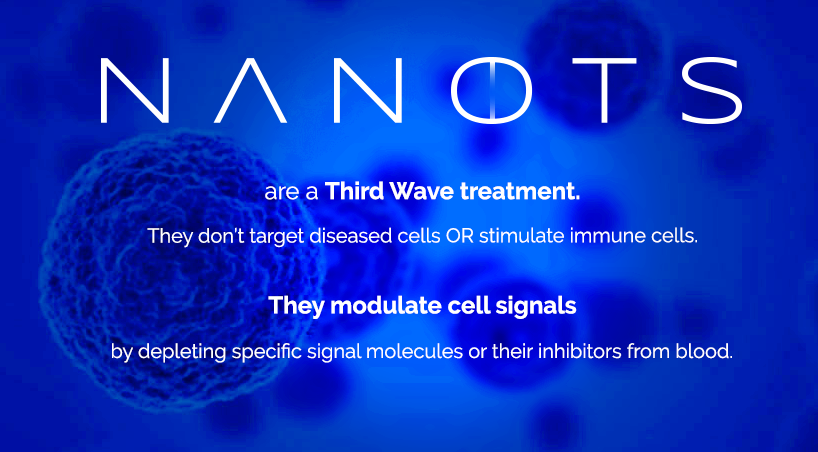 NANOTS
are a Third Wave treatment.
They don't target diseased cells OR stimulate immune cells.
They modulate cell signals
by depleting specific signal molecules or their inhibitors from blood.